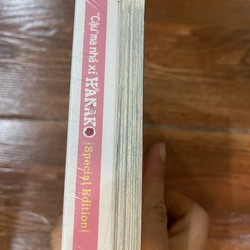 "Cậu" ma nhà xí HANAKO [Special Edition]